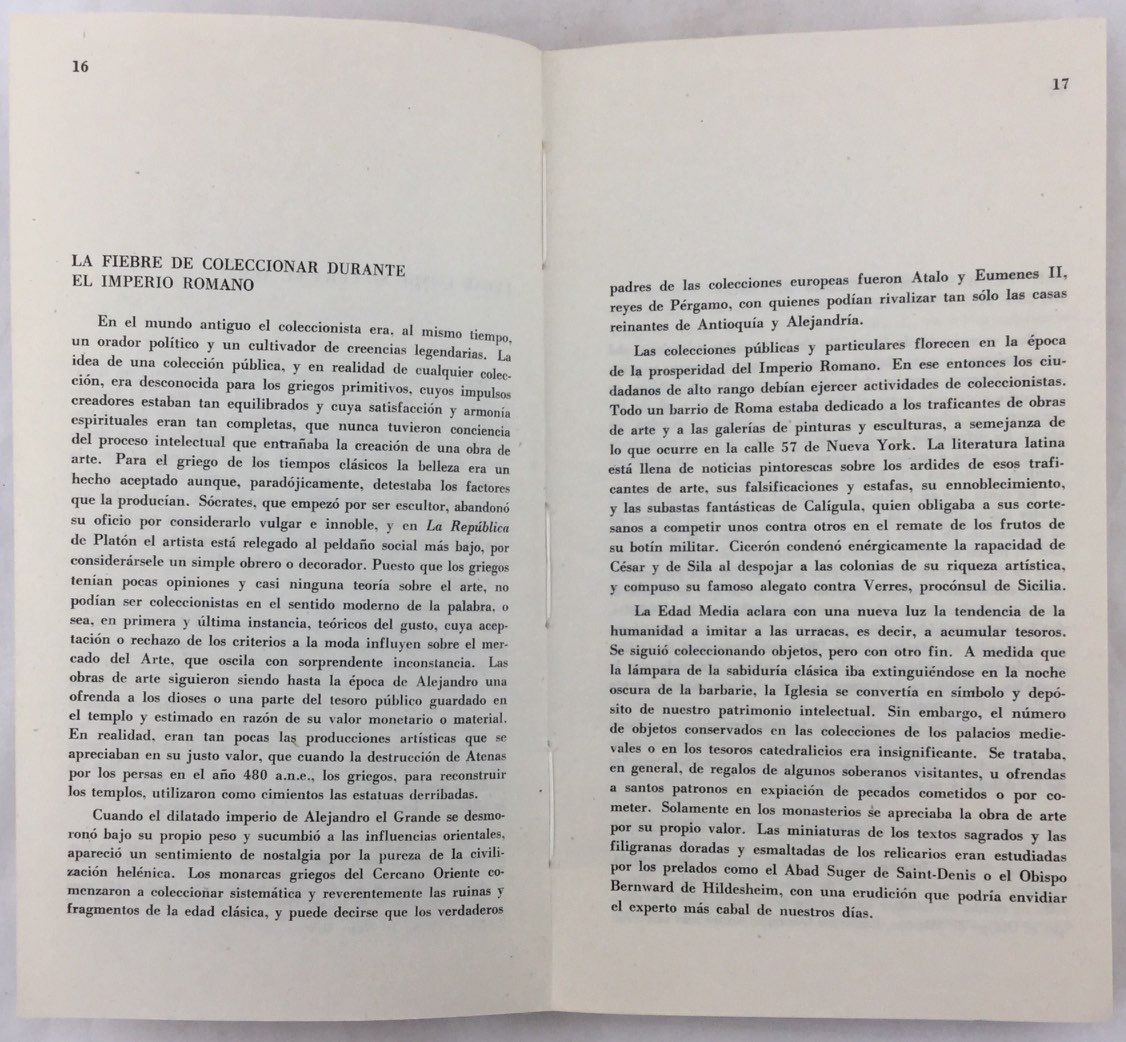 16
LA FIEBRE DE COLECCIONAR DURANTE
EL IMPERIO ROMANO
En el mundo antiguo el coleccionista era, al mismo tiempo,
un orador político y un cultivador de creencias legendarias. La
idea de una colección pública, y en realidad de cualquier colec-
ción, era desconocida para los griegos primitivos, cuyos impulsos
creadores estaban tan equilibrados y cuya satisfacción y armonía
espirituales eran tan completas, que nunca tuvieron conciencia
del proceso intelectual que entrañaba la creación de una obra de
arte. Para el griego de los tiempos clásicos la belleza era un
hecho aceptado aunque, paradójicamente, detestaba los factores
que la producían. Sócrates, que empezó por ser escultor, abandonó
su oficio por considerarlo vulgar e innoble, y en La República
de Platón el artista está relegado al peldaño social más bajo, por
considerársele un simple obrero o decorador. Puesto que los griegos
tenían pocas opiniones y casi ninguna teoría sobre el arte, no
podían ser coleccionistas en el sentido moderno de la palabra, o
sea, en primera y última instancia, teóricos del gusto, cuya acep-
tación o rechazo de los criterios a la moda influyen sobre el mer-
cado del Arte, que oscila con sorprendente inconstancia. Las
obras de arte siguieron siendo hasta la época de Alejandro una
ofrenda a los dioses o una parte del tesoro público guardado en
el templo y estimado en razón de su valor monetario o material.
En realidad, eran tan pocas las producciones artísticas que se
apreciaban en su justo valor, que cuando la destrucción de Atenas
por los persas en el año 480 a.n.e., los griegos, para reconstruir
los templos, utilizaron como cimientos las estatuas derribadas.
Cuando el dilatado imperio de Alejandro el Grande se desmo-
ronó bajo su propio peso y sucumbió a las influencias orientales,
apareció un sentimiento de nostalgia por la pureza de la civili-
zación helénica. Los monarcas griegos del Cercano Oriente co-
menzaron a coleccionar sistemática y reverentemente las ruinas y
fragmentos de la edad clásica, y puede decirse que los verdaderos
17
padres de las colecciones europeas fueron Atalo y Eumenes II,
reyes de Pérgamo, con quienes podían rivalizar tan sólo las casas
reinantes de Antioquía y Alejandría.
Las colecciones públicas y particulares florecen en la época
de la prosperidad del Imperio Romano. En ese entonces los ciu-
dadanos de alto rango debían ejercer actividades de coleccionistas.
Todo un barrio de Roma estaba dedicado a los traficantes de obras
de arte y a las galerías de pinturas y esculturas, a semejanza de
lo que ocurre en la calle 57 de Nueva York. La literatura latina
está llena de noticias pintorescas sobre los ardides de esos trafi-
cantes de arte, sus falsificaciones y estafas, su ennoblecimiento,
y las subastas fantásticas de Calígula, quien obligaba a sus corte-
sanos a competir unos contra otros en el remate de los frutos de
su botín militar. Cicerón condenó enérgicamente la rapacidad de
César y de Sila al despojar a las colonias de su riqueza artística,
y compuso su famoso alegato contra Verres, procónsul de Sicilia.
La Edad Media aclara con una nueva luz la tendencia de la
humanidad a imitar a las urracas, es decir, a acumular tesoros.
Se siguió coleccionando objetos, pero con otro fin. A medida que
la lámpara de la sabiduría clásica iba extinguiéndose en la noche
oscura de la barbarie, la Iglesia se convertía en símbolo y depó-
sito de nuestro patrimonio intelectual. Sin embargo, el número
de objetos conservados en las colecciones de los palacios medie-
vales o en los tesoros catedralicios era insignificante. Se trataba,
en general, de regalos de algunos soberanos visitantes, u ofrendas
a santos patronos en expiación de pecados cometidos o por co-
meter. Solamente en los monasterios se apreciaba la obra de arte
por su propio valor. Las miniaturas de los textos sagrados y las
filigranas doradas y esmaltadas de los relicarios eran estudiadas
por los prelados como el Abad Suger de Saint-Denis o el Obispo
Bernward de Hildesheim, con una erudición que podría envidiar
el experto más cabal de nuestros días.